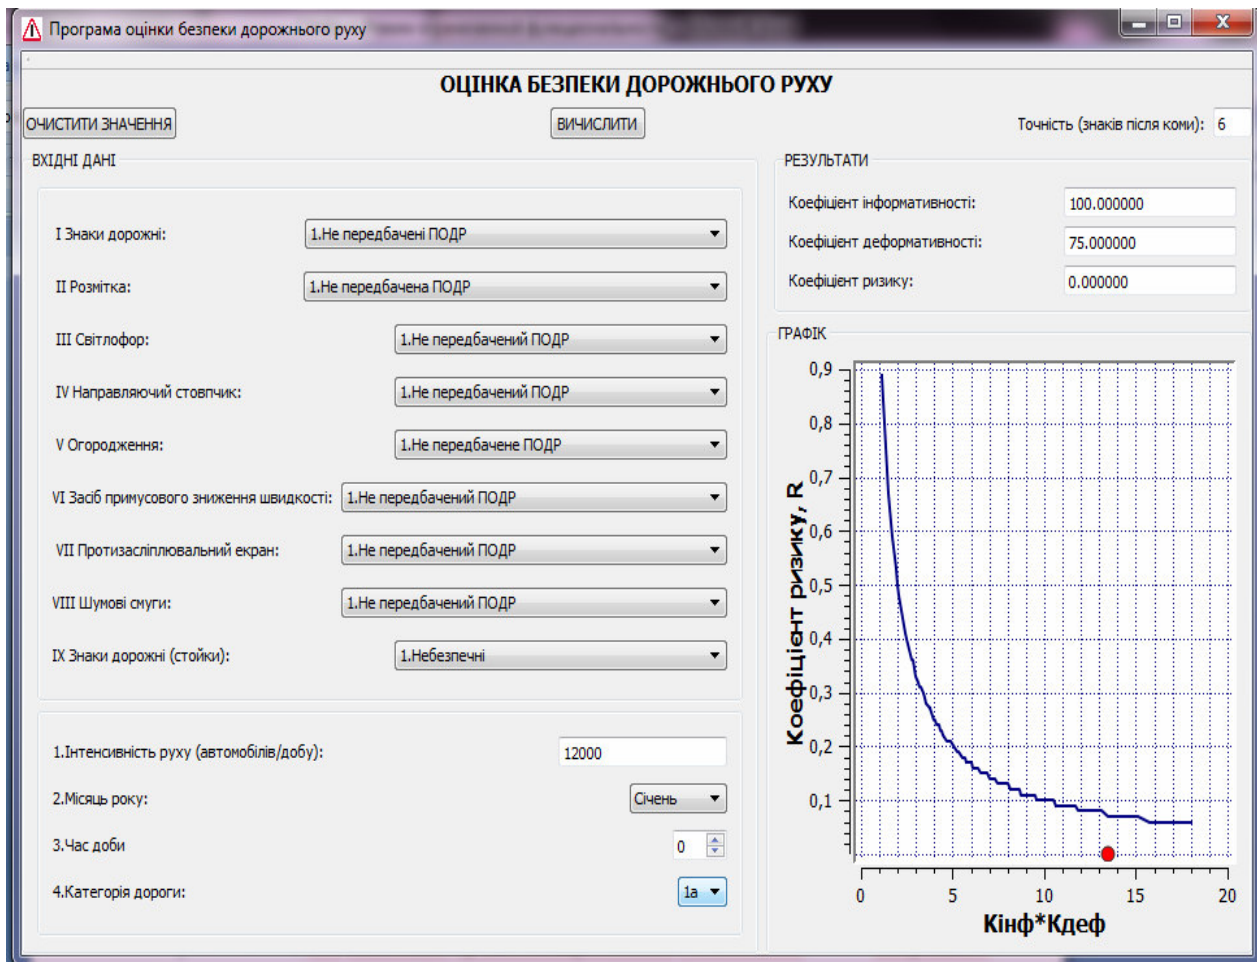 Програма оцінки безпеки дорожнього руху
ОЦІНКА БЕЗПЕКИ ДОРОЖНЬОГО РУХУ
ОЧИСТИТИ ЗНАЧЕННЯ
ВИЧИСЛИТИ
Точність (знаків після коми): 6
ВХІДНІ ДАНІ
I Знаки дорожні: 1.Не передбачені ПОДР
II Розмітка: 1.Не передбачена ПОДР
III Світлофор: 1.Не передбачений ПОДР
IV Направляючий стовпчик: 1.Не передбачений ПОДР
V Огородження: 1.Не передбачене ПОДР
VI Засіб примусового зниження швидкості: 1.Не передбачений ПОДР
VII Протизасліплювальний екран: 1.Не передбачений ПОДР
VIII Шумові смуги: 1.Не передбачений ПОДР
IX Знаки дорожні (стойки): 1.Небезпечні
1.Інтенсивність руху (автомобілів/добу): 12000
2.Місяць року: Січень
3.Час доби 0
4.Категорія дороги: 1а
РЕЗУЛЬТАТИ
Коефіцієнт інформативності: 100.000000
Коефіцієнт деформативності: 75.000000
Коефіцієнт ризику: 0.000000
ГРАФІК
Коефіцієнт ризику, R
0,9
0,8
0,7
0,6
0,5
0,4
0,3
0,2
0,1
0 5 10 15 20
Кінф*Кдеф